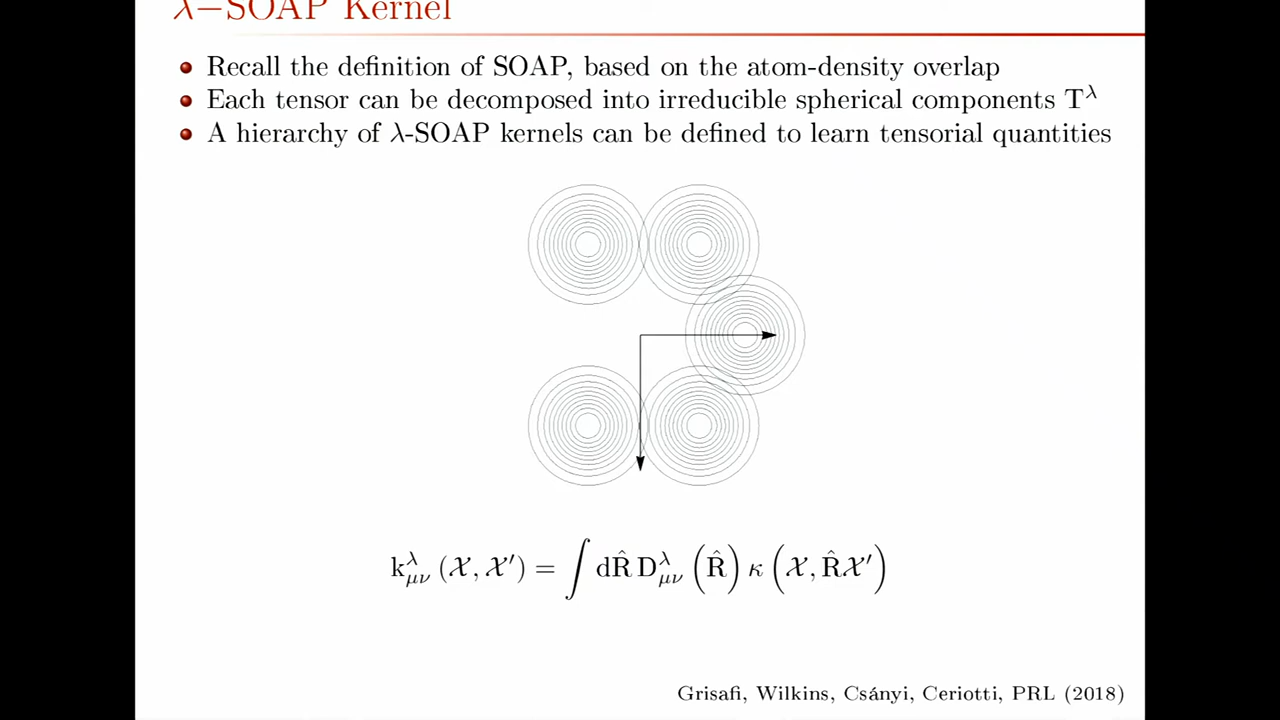 λ−SOAP Kernel
Recall the definition of SOAP, based on the atom-density overlap
Each tensor can be decomposed into irreducible spherical components T^λ
A hierarchy of λ-SOAP kernels can be defined to learn tensorial quantities
k^λ_μν (𝒳, 𝒳′) = ∫ dR̂ D^λ_μν (R̂) κ (𝒳, R̂𝒳′)
Grisafi, Wilkins, Csányi, Ceriotti, PRL (2018)